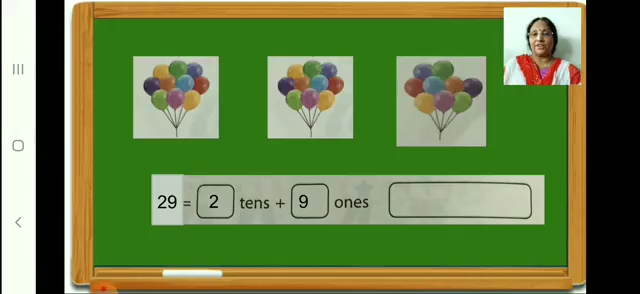 29 = 2 tens + 9 ones